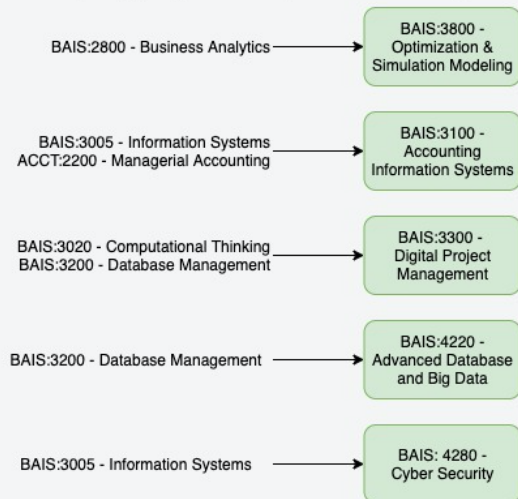 BAIS:2800 - Business Analytics
BAIS:3800 -
Optimization &
Simulation Modeling
BAIS:3005 - Information Systems
ACCT:2200 - Managerial Accounting
BAIS:3100 -
Accounting
Information Systems
BAIS:3020 - Computational Thinking
BAIS:3200 - Database Management
BAIS:3300 -
Digital Project
Management
BAIS:3200 - Database Management
BAIS:4220 -
Advanced Database
and Big Data
BAIS:3005 - Information Systems
BAIS: 4280 -
Cyber Security